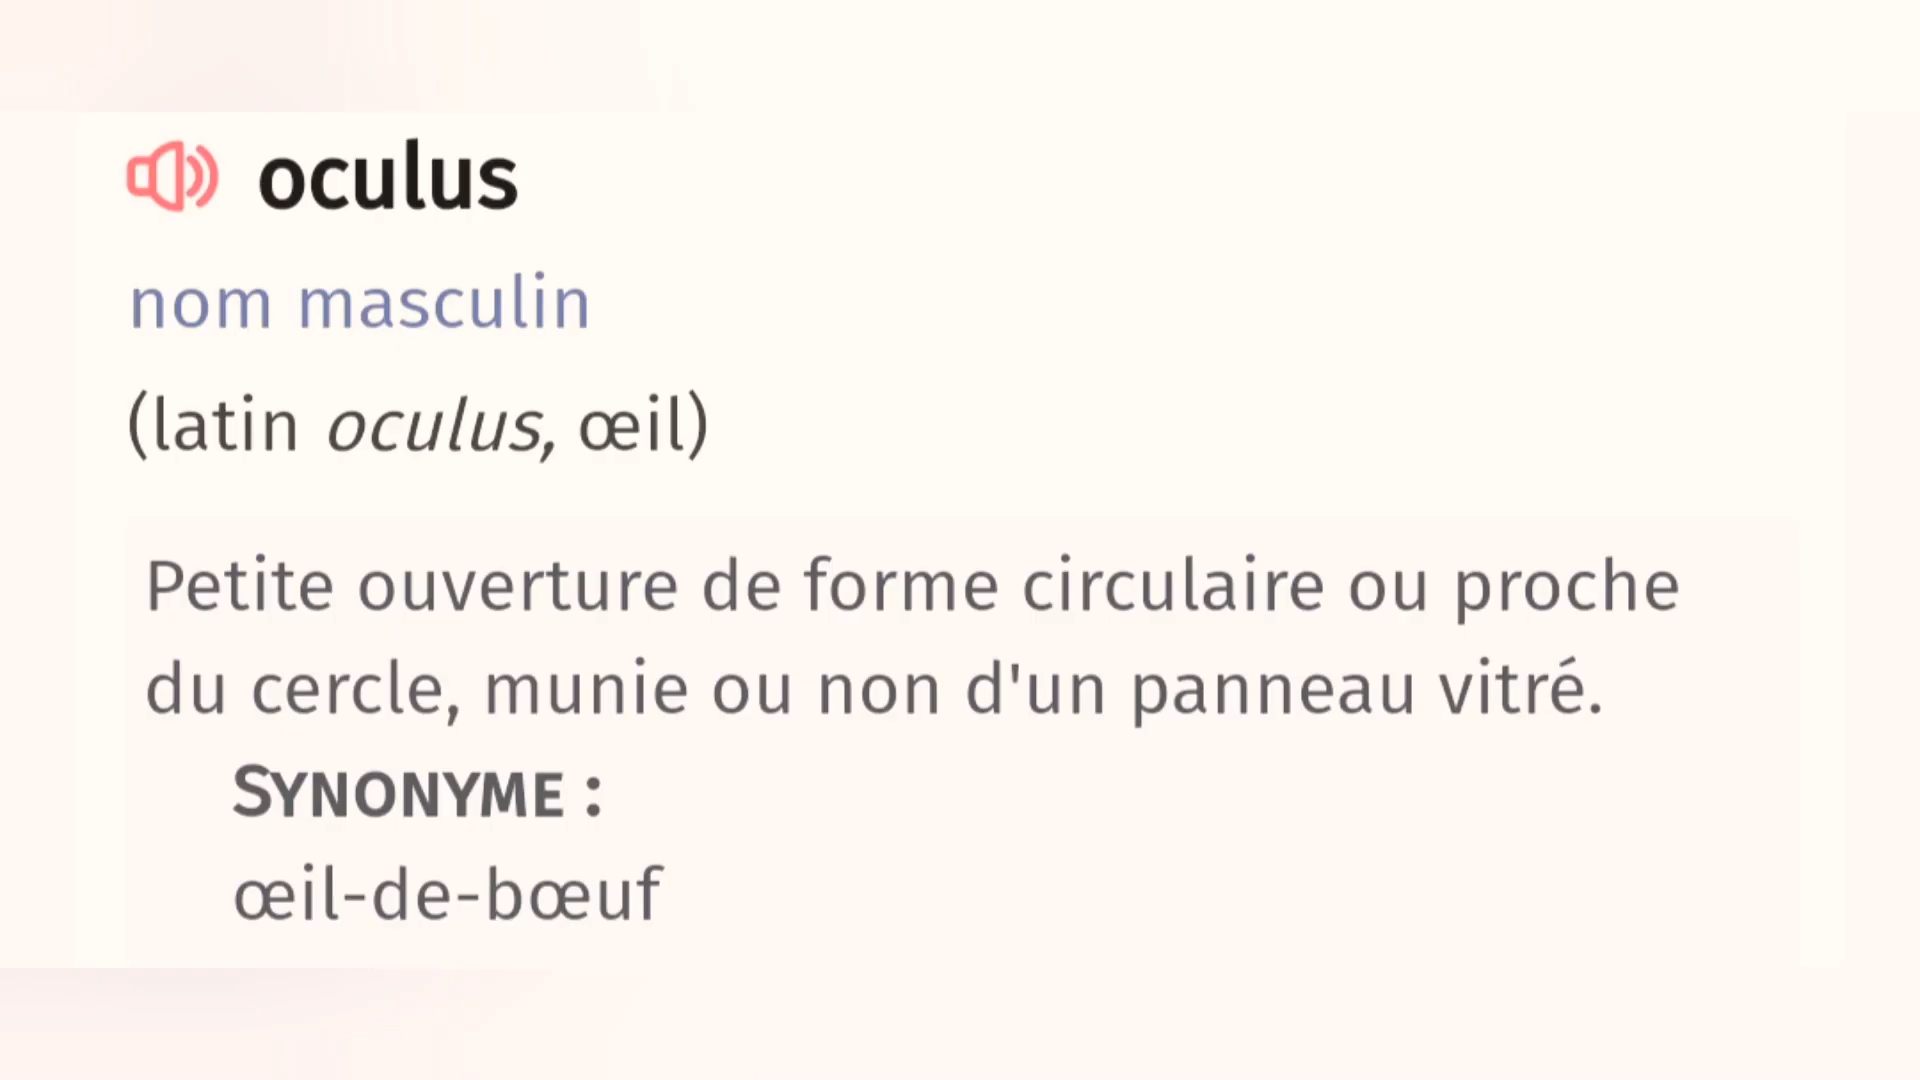 oculus
nom masculin
(latin oculus, œil)
Petite ouverture de forme circulaire ou proche
du cercle, munie ou non d'un panneau vitré.
SYNONYME :
œil-de-bœuf